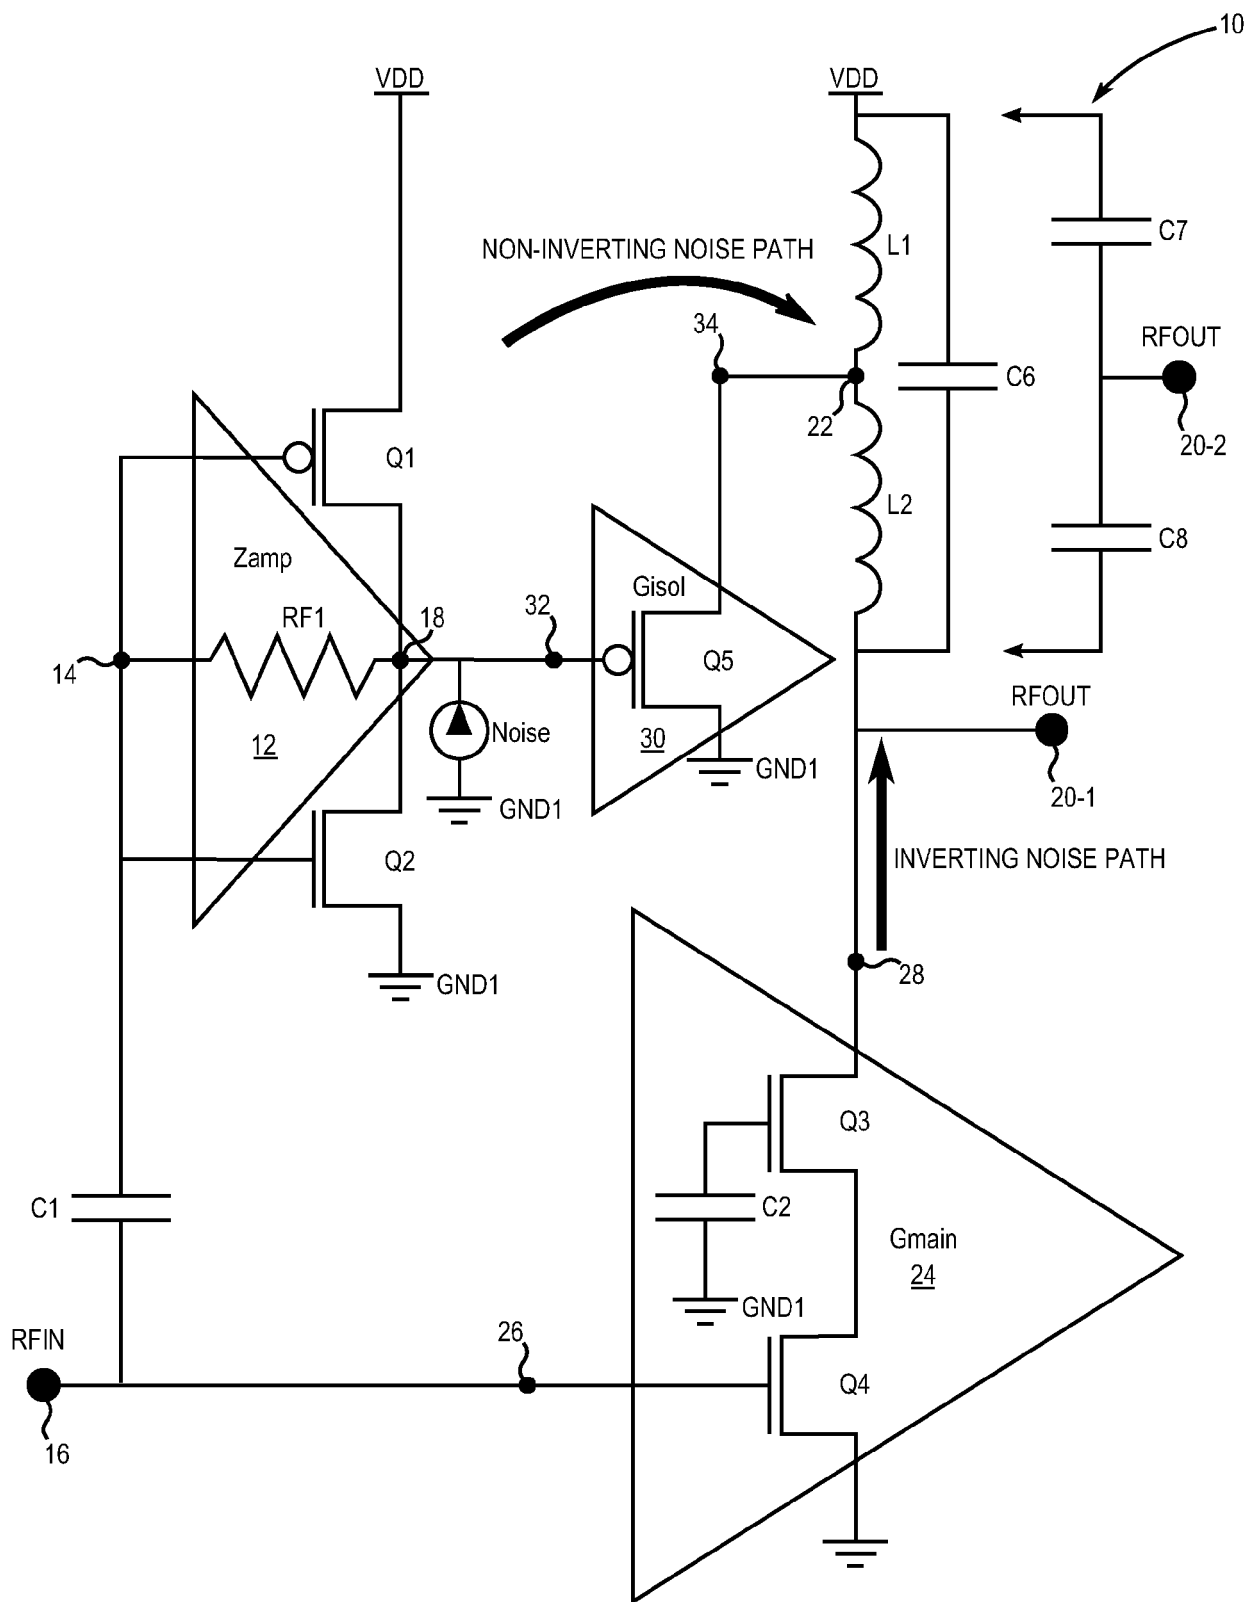 10
VDD
VDD
C7
NON-INVERTING NOISE PATH
L1
34
RFOUT
C6
22
20-2
Q1
L2
C8
Zamp
Gisol
RF1
32
18
14
Q5
RFOUT
12
Noise
30
GND1
20-1
GND1
Q2
INVERTING NOISE PATH
28
GND1
Q3
C1
C2
Gmain
24
GND1
RFIN
26
Q4
16